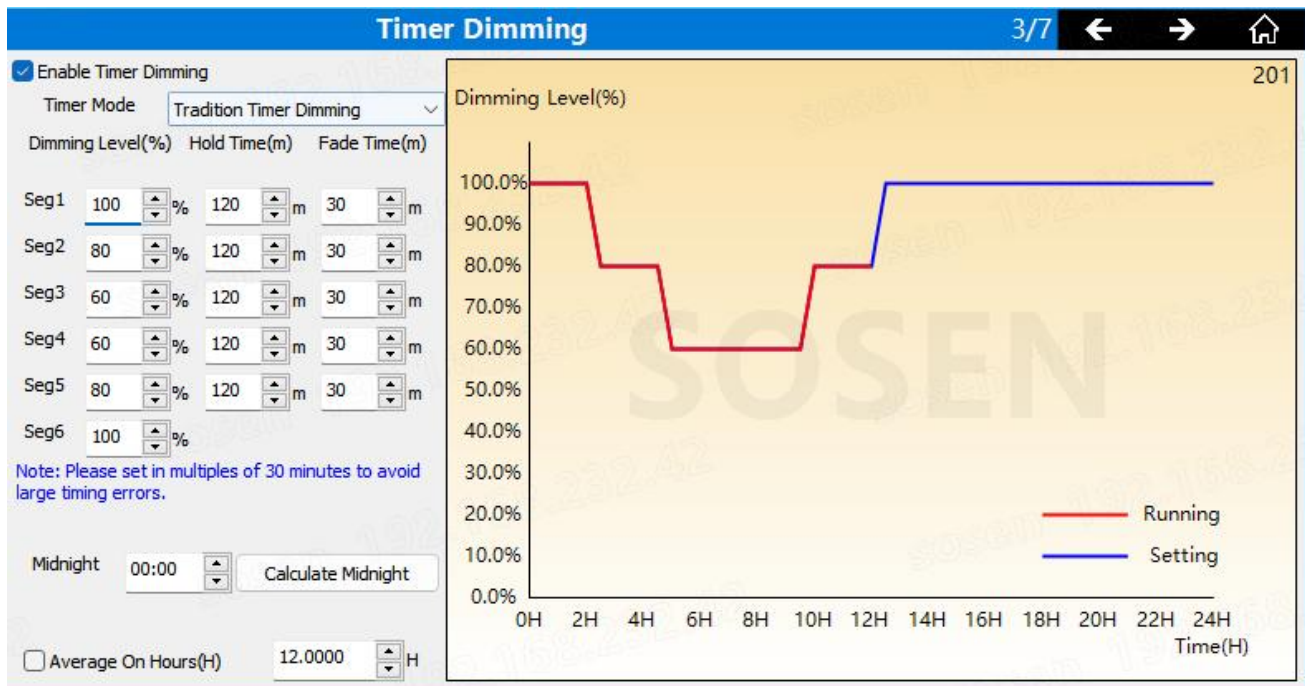 Timer Dimming 3/7
Enable Timer Dimming
Timer Mode Tradition Timer Dimming
Dimming Level(%) Hold Time(m) Fade Time(m)
Seg1 100 % 120 m 30 m
Seg2 80 % 120 m 30 m
Seg3 60 % 120 m 30 m
Seg4 60 % 120 m 30 m
Seg5 80 % 120 m 30 m
Seg6 100 %
Note: Please set in multiples of 30 minutes to avoid
large timing errors.
Midnight 00:00 Calculate Midnight
Average On Hours(H) 12.0000 H
201
Dimming Level(%)
100.0%
90.0%
80.0%
70.0%
60.0%
50.0%
40.0%
30.0%
20.0%
10.0%
0.0%
SOSEN
Running
Setting
0H 2H 4H 6H 8H 10H 12H 14H 16H 18H 20H 22H 24H
Time(H)